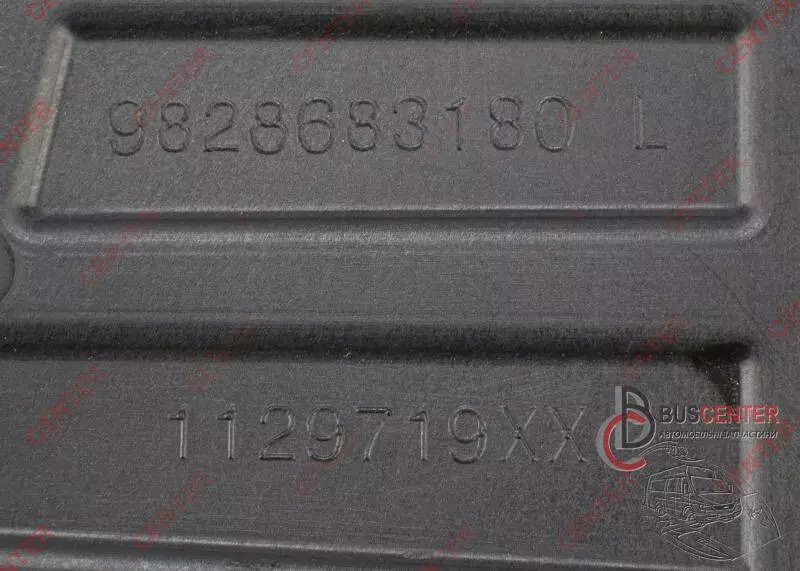 9828683180 L
1129719XX
BUSCENTER
АВТОМОБІЛЬНІ ЗАПЧАСТИНИ